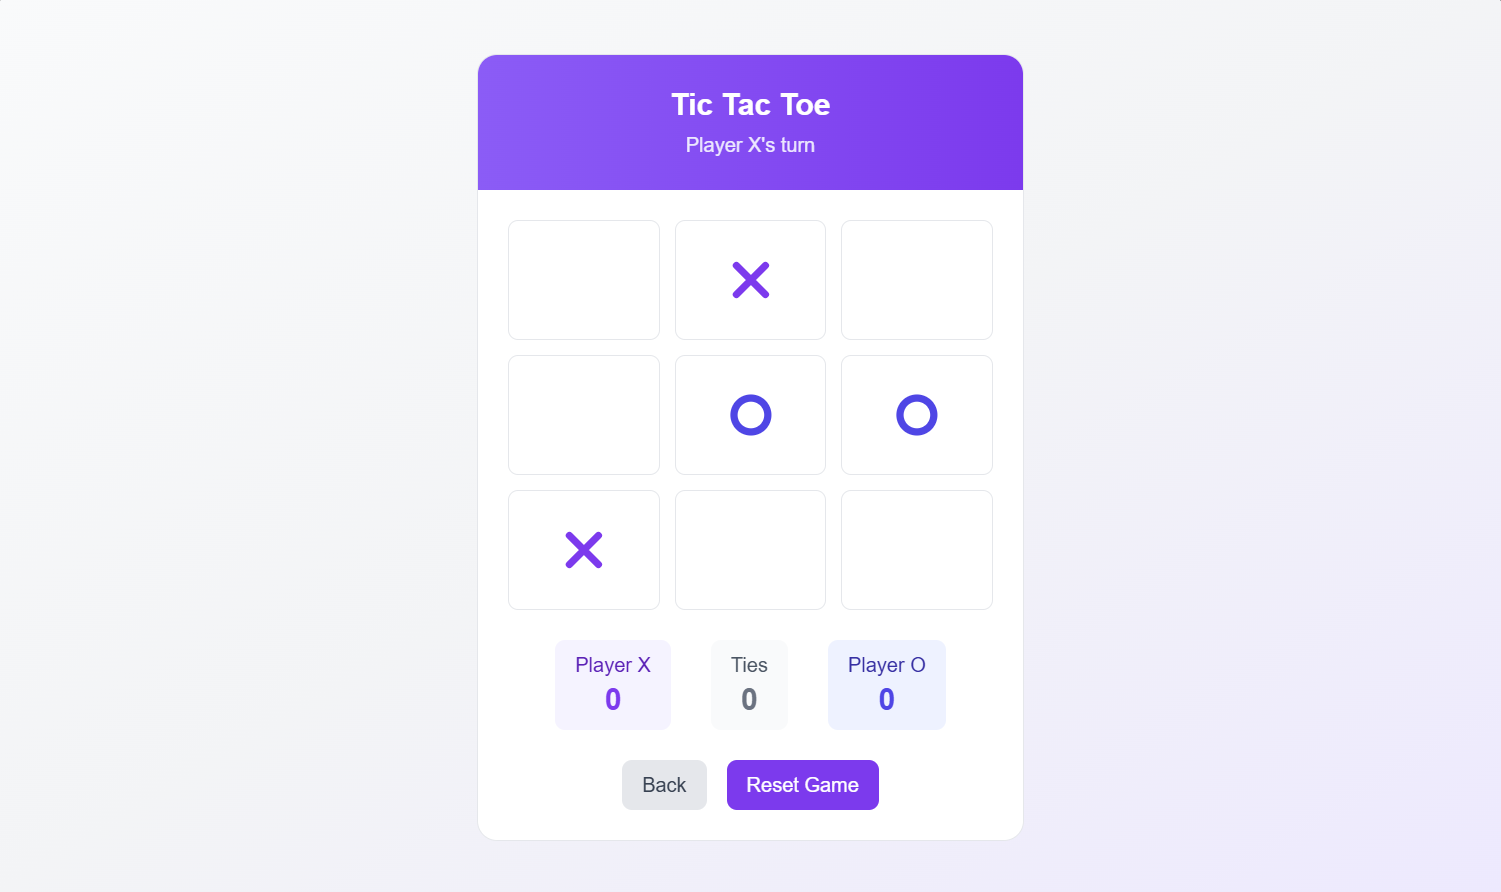 Tic Tac Toe
Player X's turn
Player X
Ties
Player O
0
0
0
Back
Reset Game